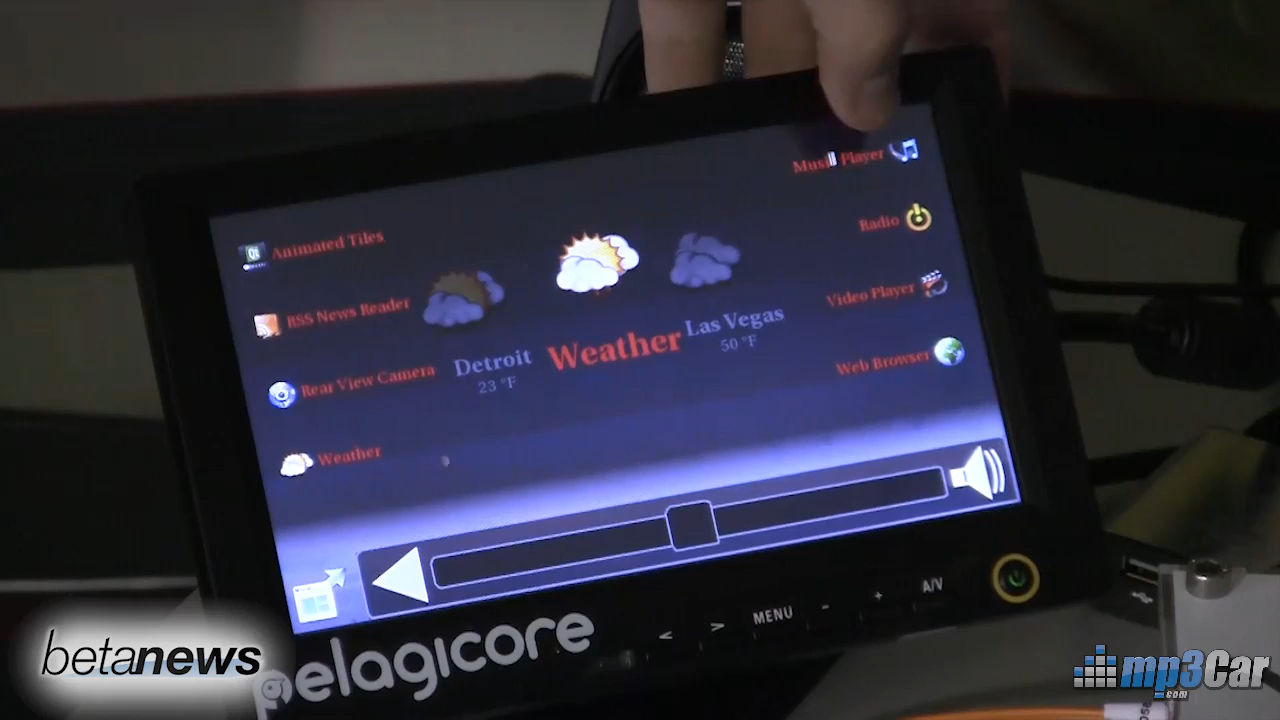 Music Player
Radio
Animated Tiles
RSS News Reader
Video Player
Las Vegas
50 °F
Weather
Detroit
23 °F
Web Browser
Rear View Camera
Weather
pelagicore
< > MENU - + A/V
betanews
mp3Car
.com